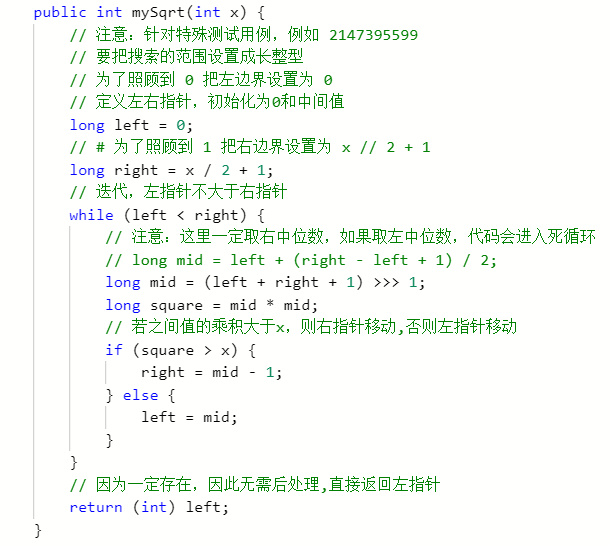 public int mySqrt(int x) {
// 注意：针对特殊测试用例，例如 2147395599
// 要把搜索的范围设置成长整型
// 为了照顾到 0 把左边界设置为 0
// 定义左右指针，初始化为0和中间值
long left = 0;
// # 为了照顾到 1 把右边界设置为 x // 2 + 1
long right = x / 2 + 1;
// 迭代，左指针不大于右指针
while (left < right) {
// 注意：这里一定取右中位数，如果取左中位数，代码会进入死循环
// long mid = left + (right - left + 1) / 2;
long mid = (left + right + 1) >>> 1;
long square = mid * mid;
// 若之间值的乘积大于x，则右指针移动,否则左指针移动
if (square > x) {
right = mid - 1;
} else {
left = mid;
}
}
// 因为一定存在，因此无需后处理,直接返回左指针
return (int) left;
}